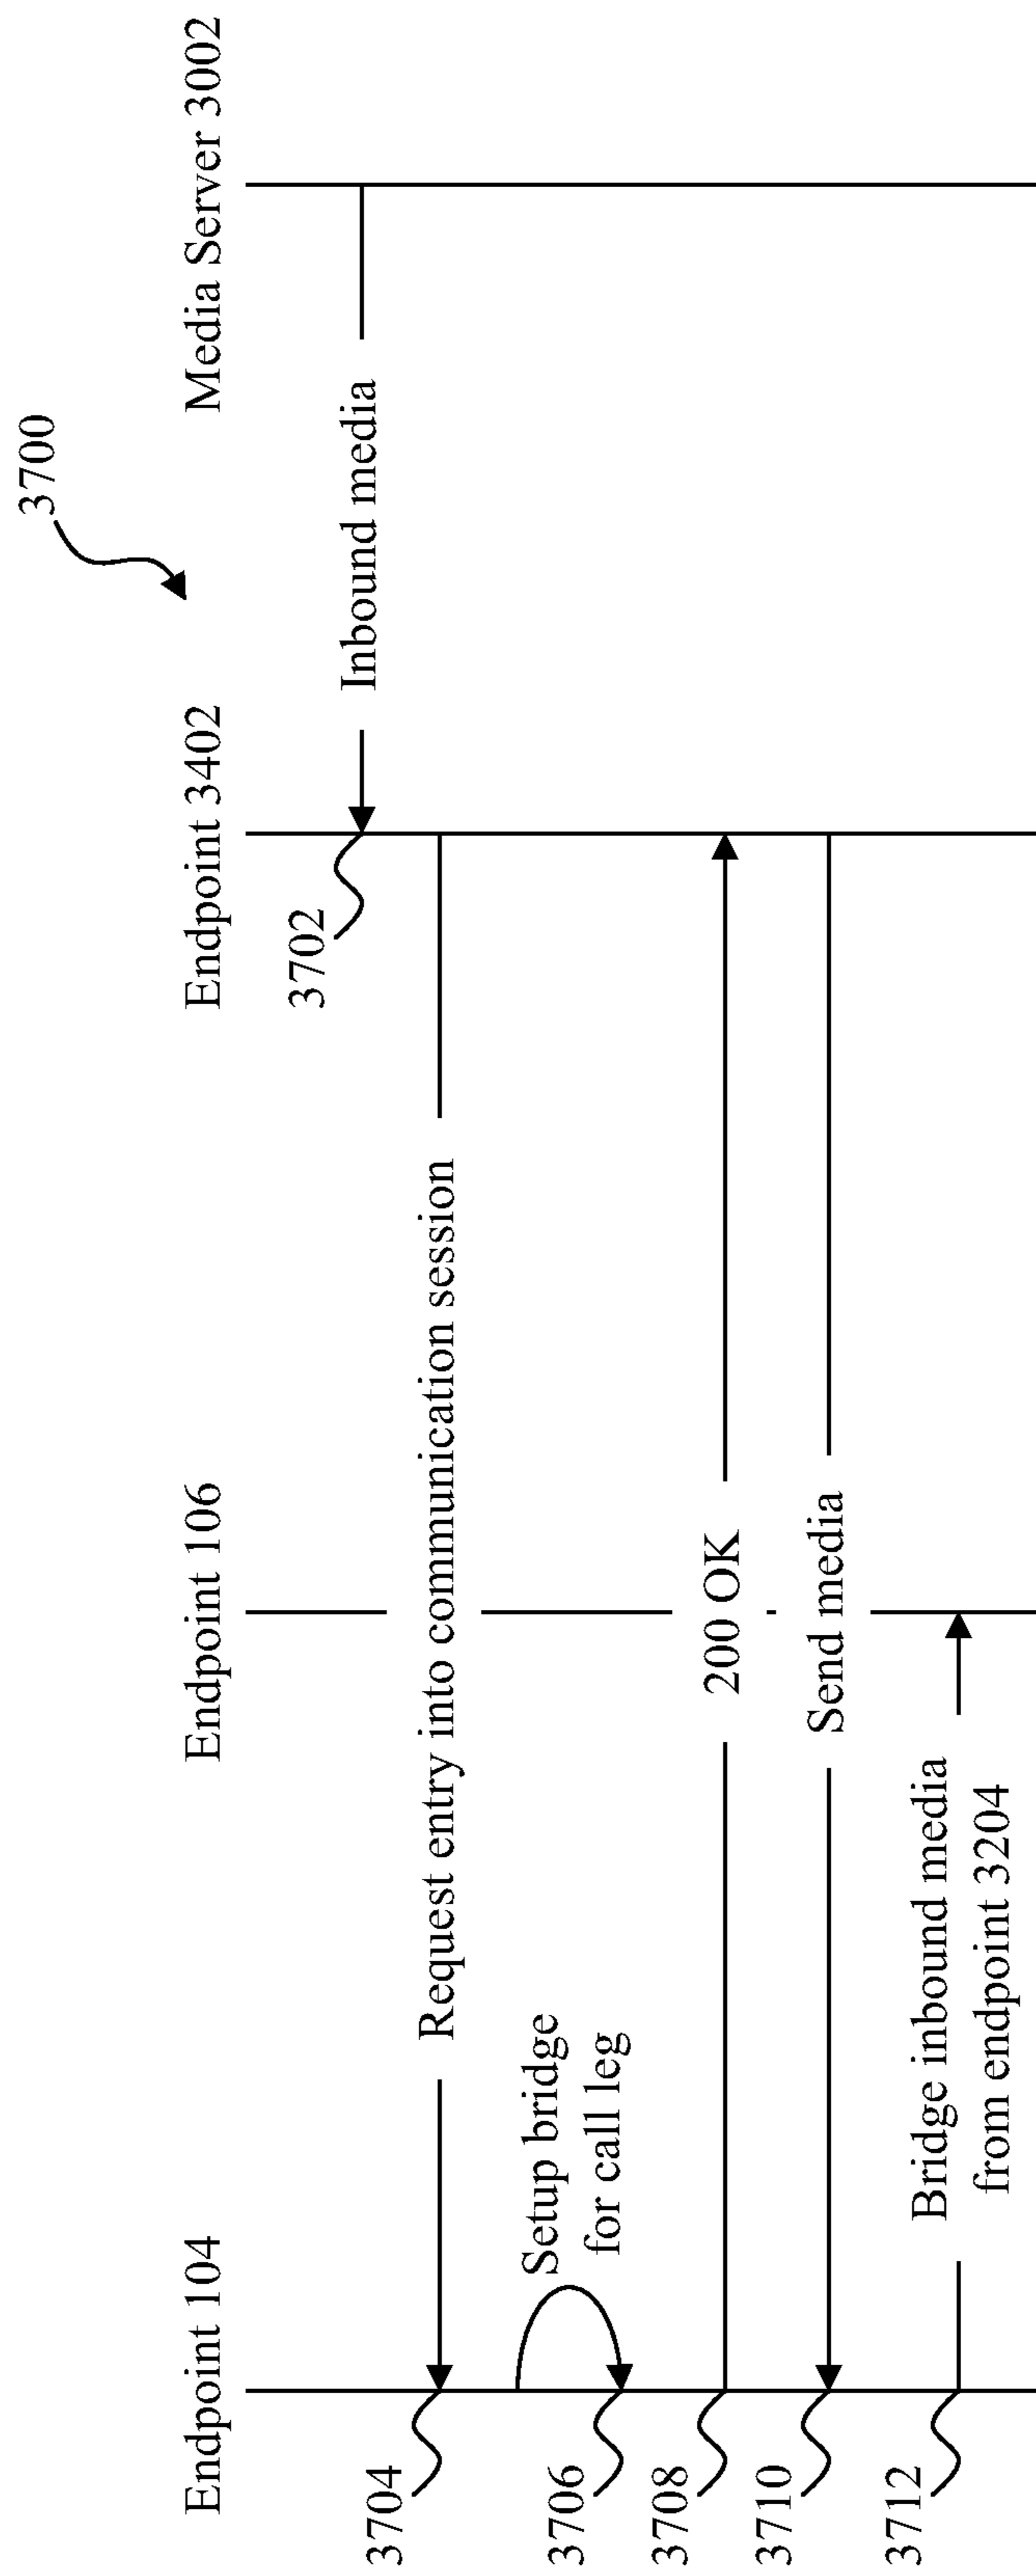 3700
Endpoint 104
Endpoint 106
Endpoint 3402
Media Server 3002
3702
Inbound media
3704
Request entry into communication session
Setup bridge
for call leg
3706
3708
200 OK
3710
Send media
3712
Bridge inbound media
from endpoint 3204